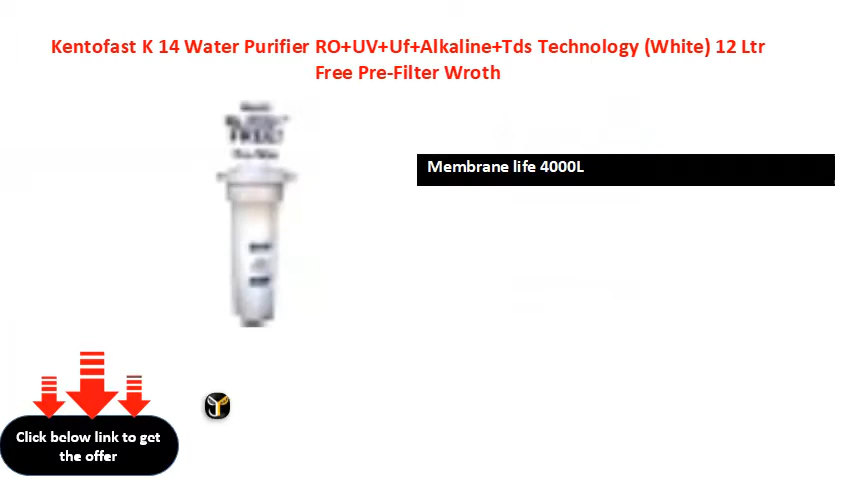 Kentofast K 14 Water Purifier RO+UV+Uf+Alkaline+Tds Technology (White) 12 Ltr
Free Pre-Filter Wroth
FREE!
Membrane life 4000L
Click below link to get
the offer